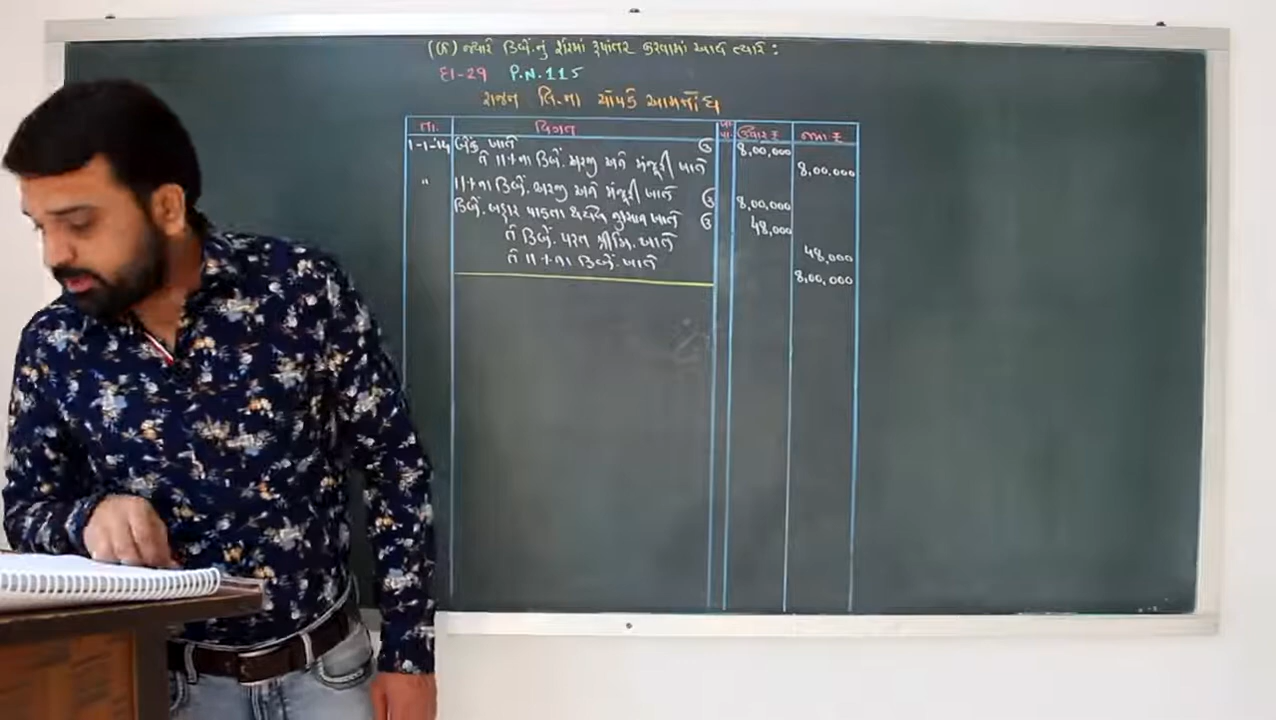 (ક) જ્યારે ડિબે.નું શેરમાં રૂપાંતર કરવામાં આવે ત્યારે :
દા-29 P.N.115
રાજન લિ.ના ચોપડે આમનોંધ
તા. વિગત ખા. પા. ઉધાર ₹ જમા ₹
1-1-'14 બેંક ખાતે ઉ 8,00,000
તે 11%ના ડિબે. અરજી અને મંજૂરી ખાતે 8,00,000
" 11%ના ડિબે. અરજી અને મંજૂરી ખાતે ઉ 8,00,000
ડિબે. બહાર પાડતા થયેલ નુકસાન ખાતે ઉ 48,000
તે ડિબે. પરત પ્રીમિ. ખાતે 48,000
તે 11%ના ડિબે. ખાતે 8,00,000